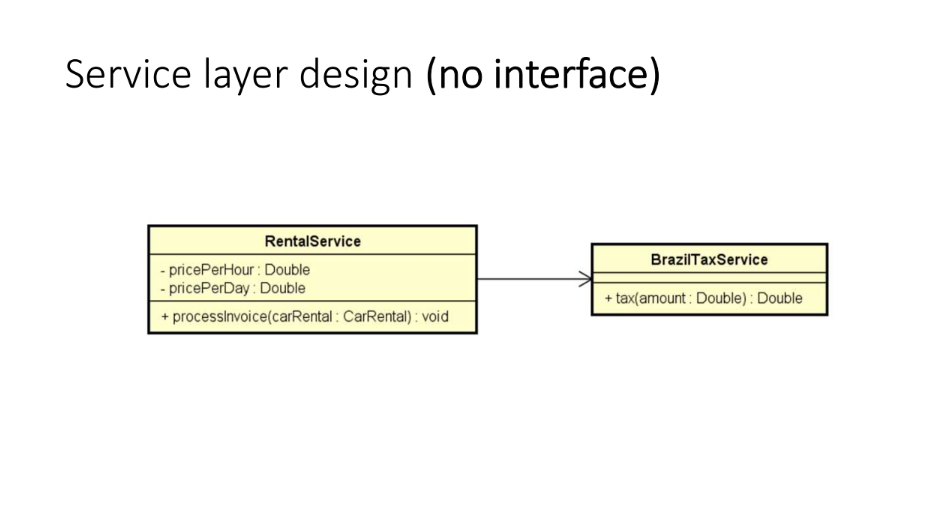 Service layer design (no interface)
RentalService
- pricePerHour : Double
- pricePerDay : Double
+ processInvoice(carRental : CarRental) : void
BrazilTaxService
+ tax(amount : Double) : Double